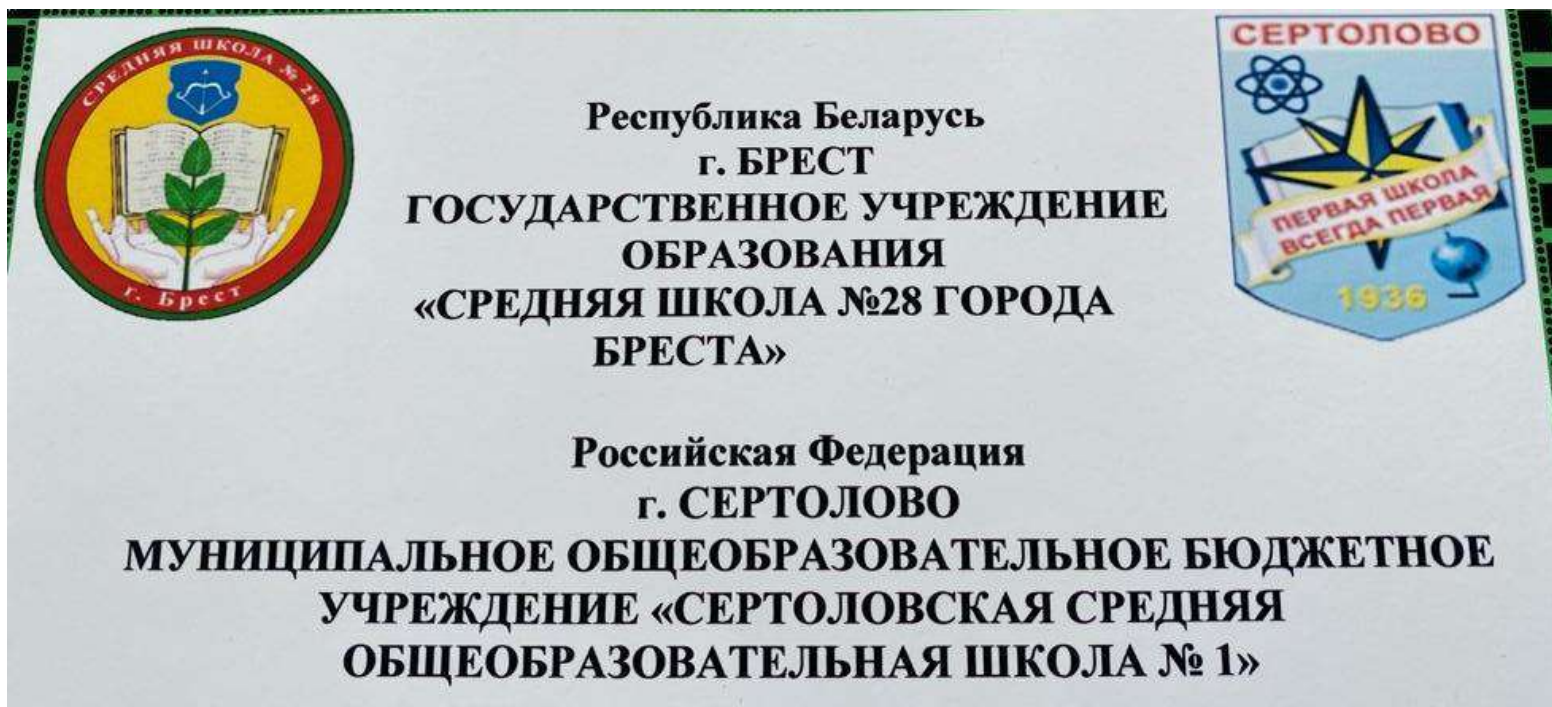 СРЕДНЯЯ ШКОЛА № 28
г. Брест
СЕРТОЛОВО
ПЕРВАЯ ШКОЛА
ВСЕГДА ПЕРВАЯ
1936
Республика Беларусь
г. БРЕСТ
ГОСУДАРСТВЕННОЕ УЧРЕЖДЕНИЕ
ОБРАЗОВАНИЯ
«СРЕДНЯЯ ШКОЛА №28 ГОРОДА
БРЕСТА»
Российская Федерация
г. СЕРТОЛОВО
МУНИЦИПАЛЬНОЕ ОБЩЕОБРАЗОВАТЕЛЬНОЕ БЮДЖЕТНОЕ
УЧРЕЖДЕНИЕ «СЕРТОЛОВСКАЯ СРЕДНЯЯ
ОБЩЕОБРАЗОВАТЕЛЬНАЯ ШКОЛА № 1»